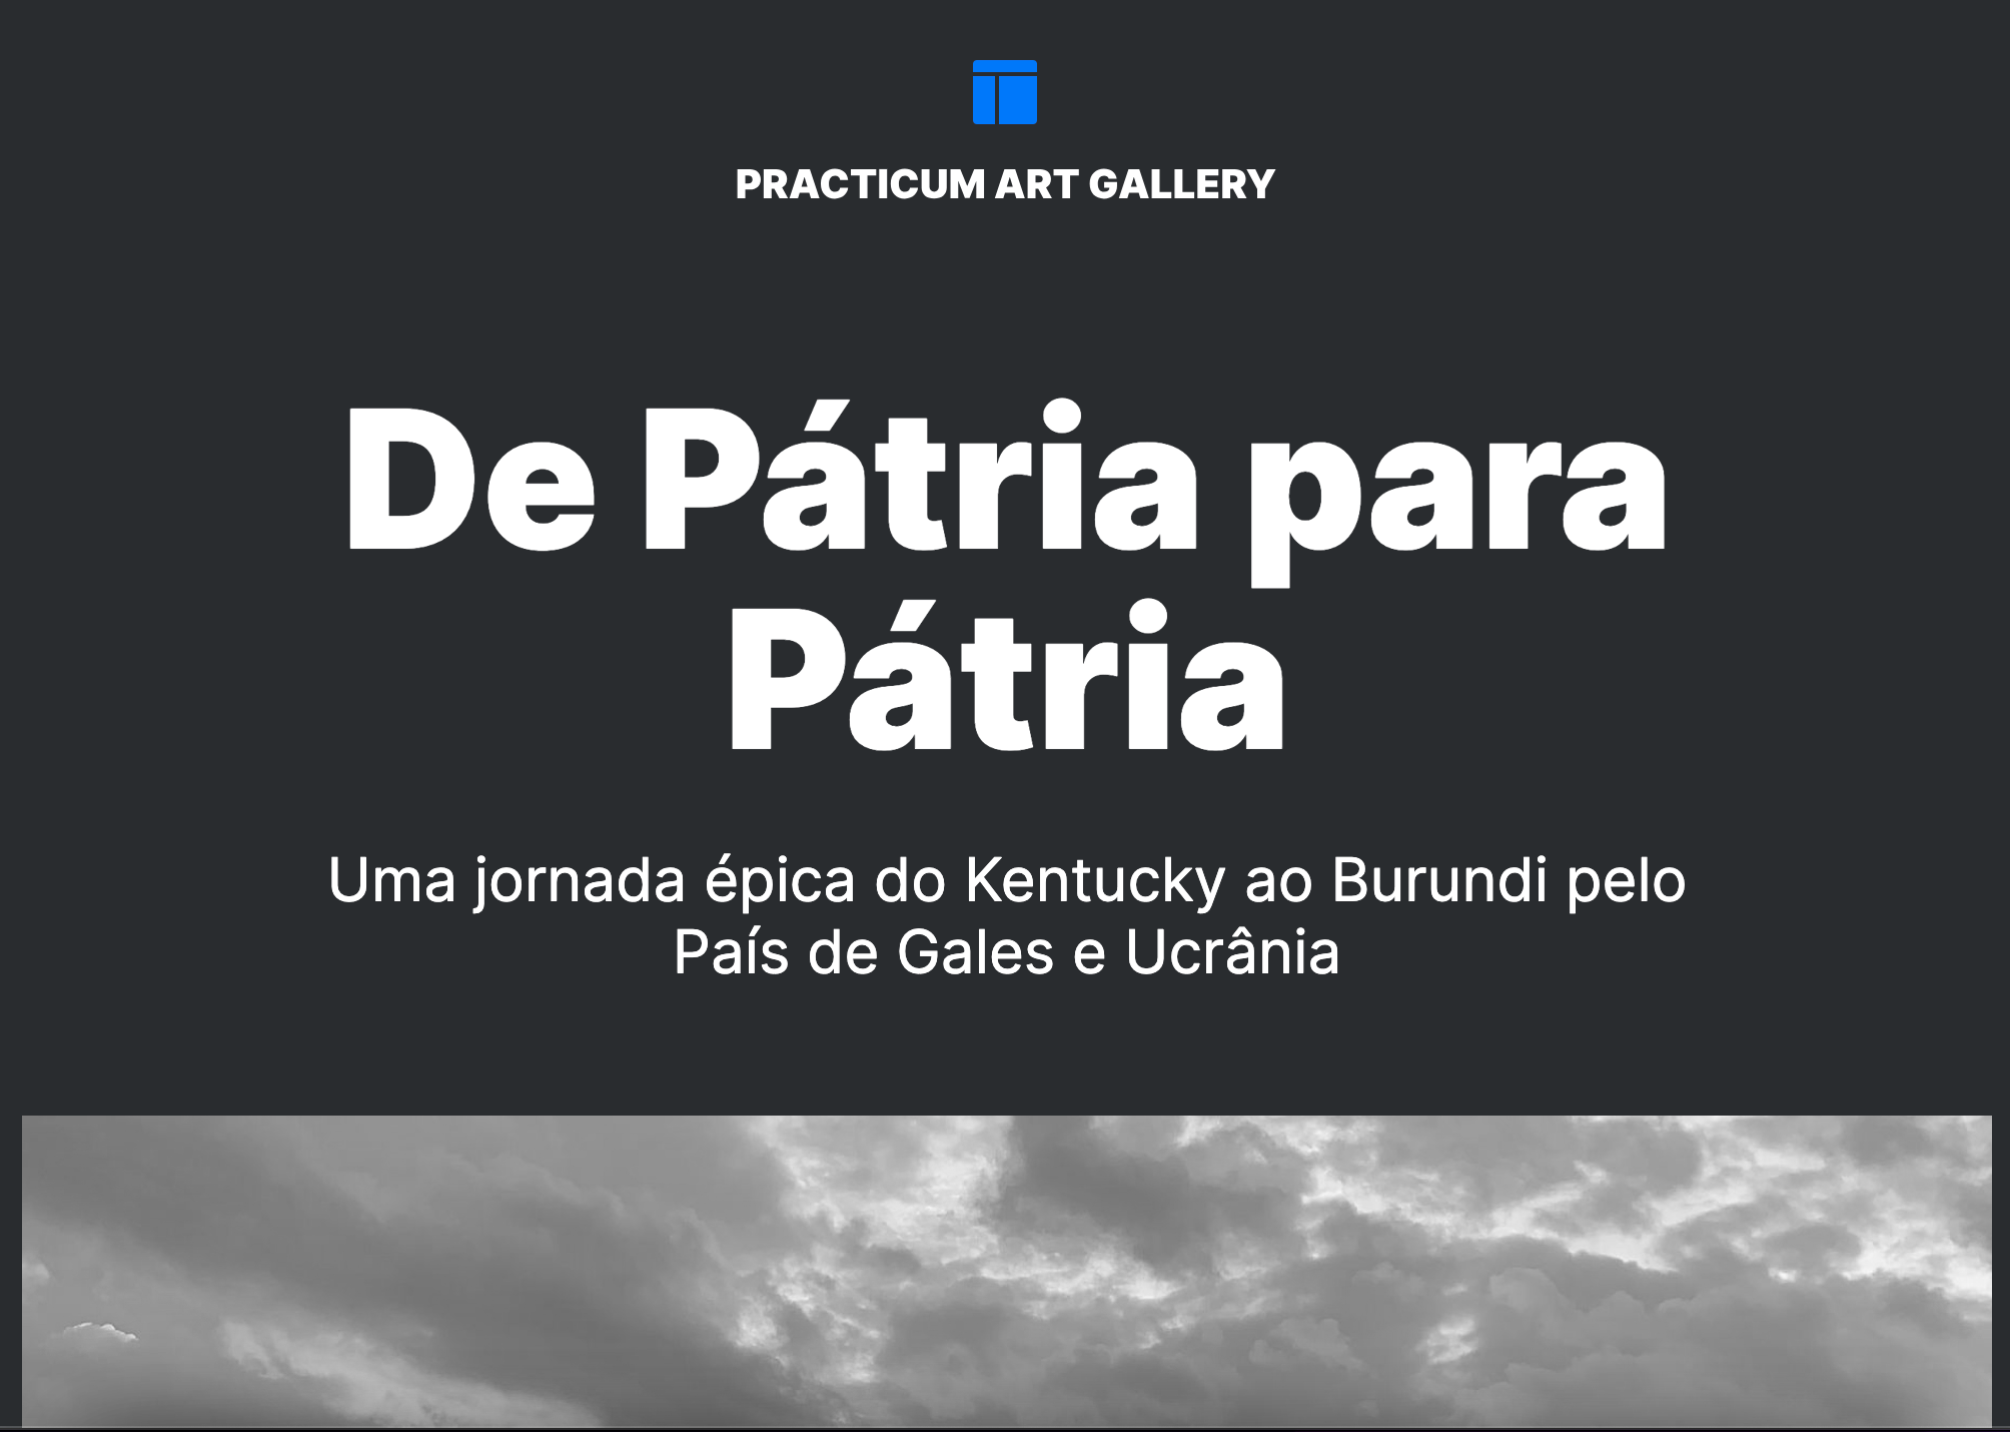 PRACTICUM ART GALLERY
De Pátria para
Pátria
Uma jornada épica do Kentucky ao Burundi pelo
País de Gales e Ucrânia